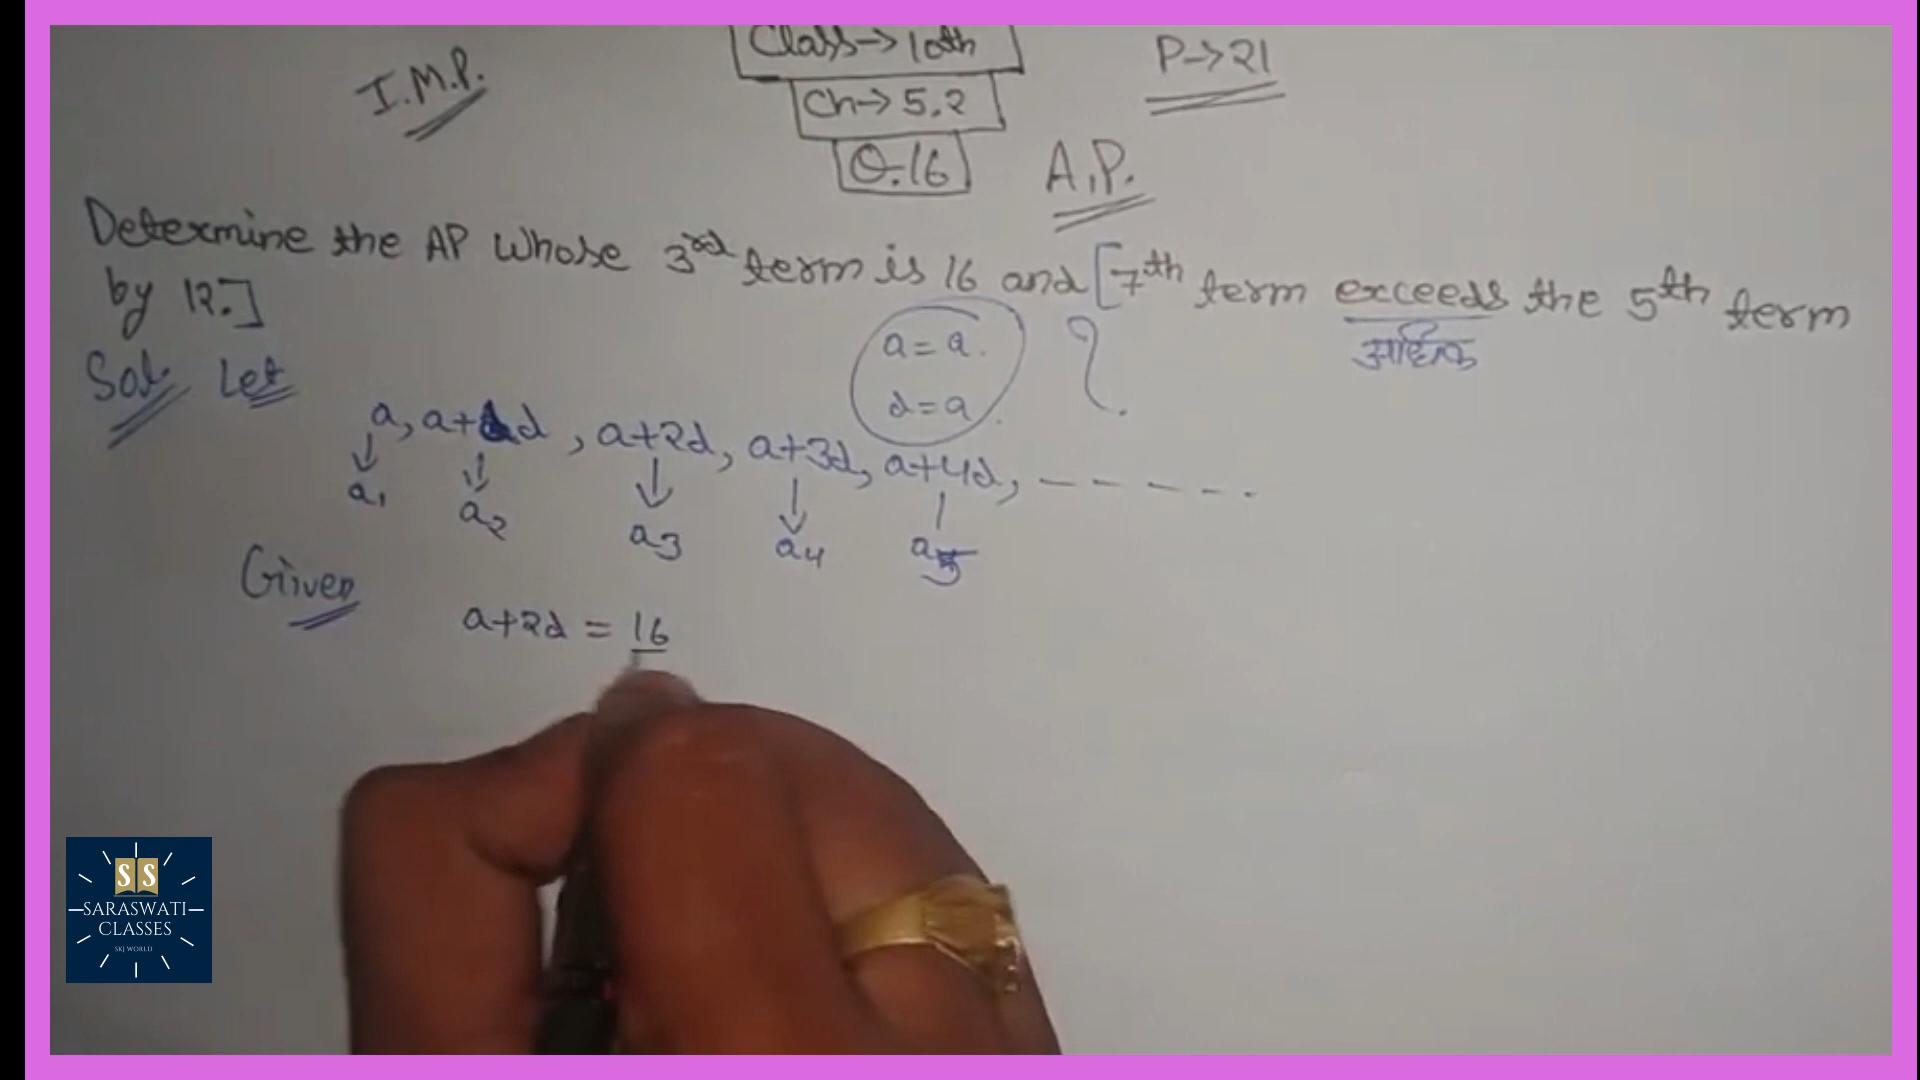 I.M.P.
Class→10th
P→21
Ch→5.2
Q.16
A.P.
Determine the AP whose 3rd term is 16 and [7th term exceeds the 5th term
by 12.]
अधिक
a = a.
d = a.
?
Sol. Let
a, a+d, a+2d, a+3d, a+4d, - - - - - -
a1 a2 a3 a4 a5
Given
a+2d = 16
SS
SARASWATI
CLASSES
SKJ WORLD